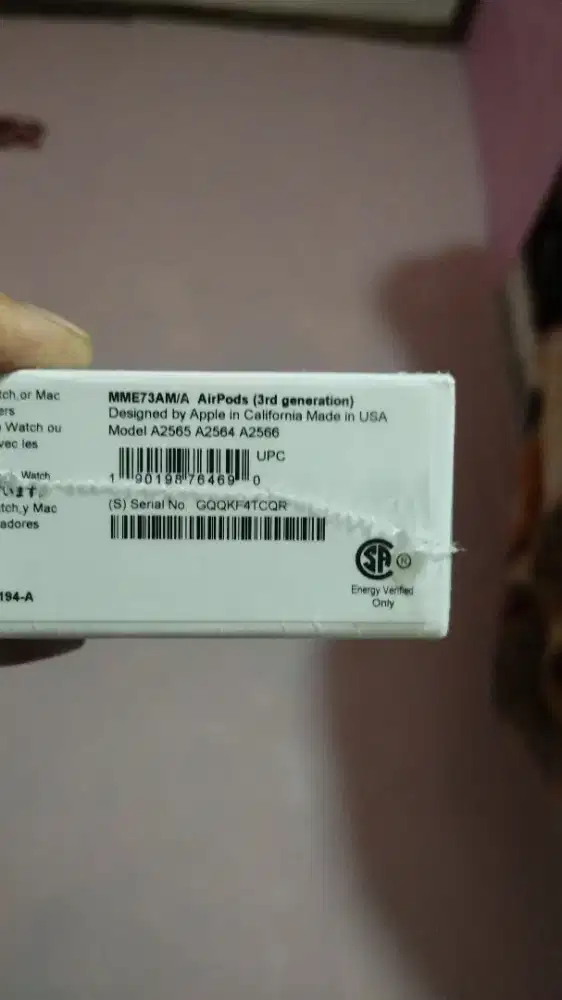 tch,or Mac
ers
Watch ou
vec les
Watch
います。
tch,y Mac
adores
194-A
MME73AM/A AirPods (3rd generation)
Designed by Apple in California Made in USA
Model A2565 A2564 A2566
UPC
1 90198 76469 0
(S) Serial No GQQKF4TCQR
SA ®
Energy Verified
Only